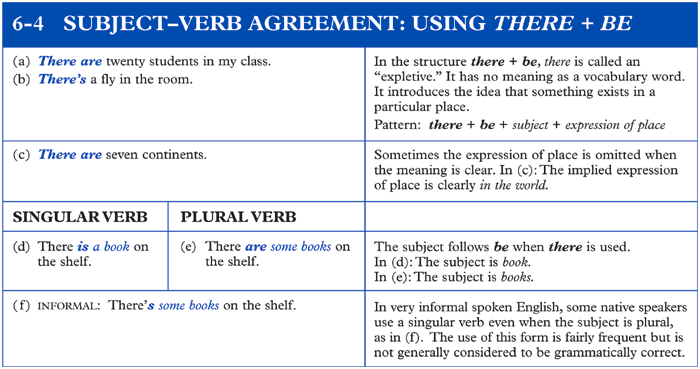 6-4 SUBJECT–VERB AGREEMENT: USING THERE + BE
(a) There are twenty students in my class.
(b) There's a fly in the room.
In the structure there + be, there is called an
“expletive.” It has no meaning as a vocabulary word.
It introduces the idea that something exists in a
particular place.
Pattern: there + be + subject + expression of place
(c) There are seven continents.
Sometimes the expression of place is omitted when
the meaning is clear. In (c): The implied expression
of place is clearly in the world.
SINGULAR VERB
PLURAL VERB
(d) There is a book on
the shelf.
(e) There are some books on
the shelf.
The subject follows be when there is used.
In (d): The subject is book.
In (e): The subject is books.
(f) INFORMAL: There's some books on the shelf.
In very informal spoken English, some native speakers
use a singular verb even when the subject is plural,
as in (f). The use of this form is fairly frequent but is
not generally considered to be grammatically correct.